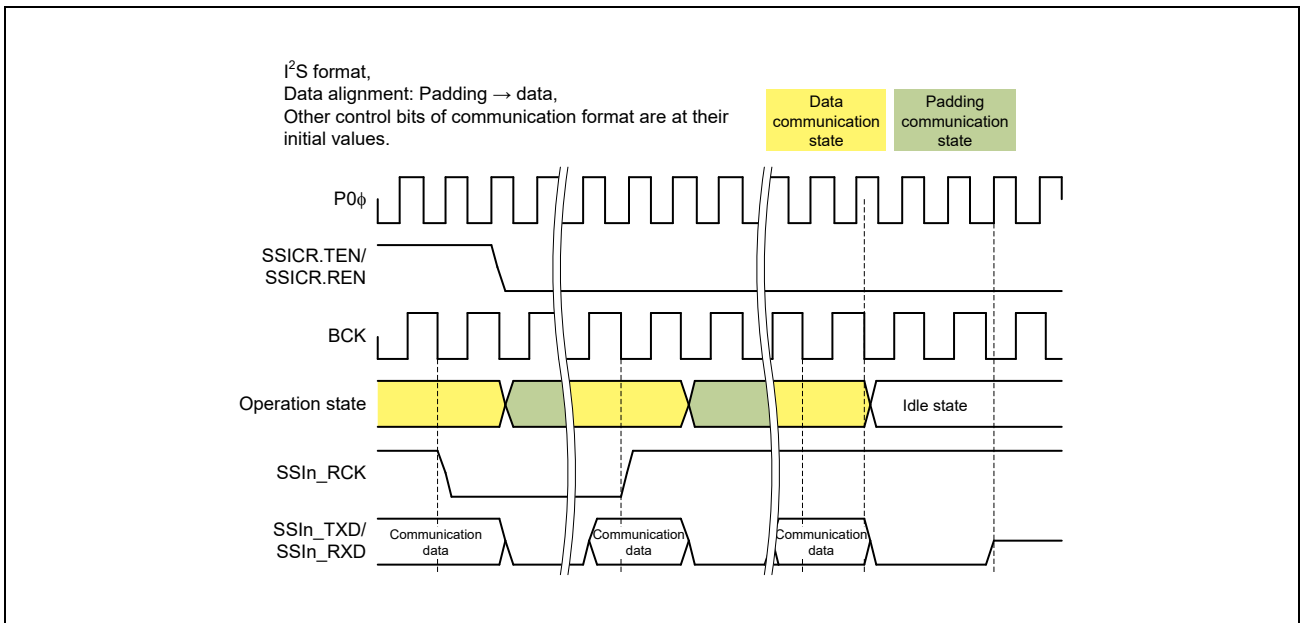 I²S format,
Data alignment: Padding → data,
Other control bits of communication format are at their
initial values.
Data
communication
state
Padding
communication
state
P0ϕ
SSICR.TEN/
SSICR.REN
BCK
Operation state
Idle state
SSIn_RCK
SSIn_TXD/
SSIn_RXD
Communication
data
Communication
data
Communication
data